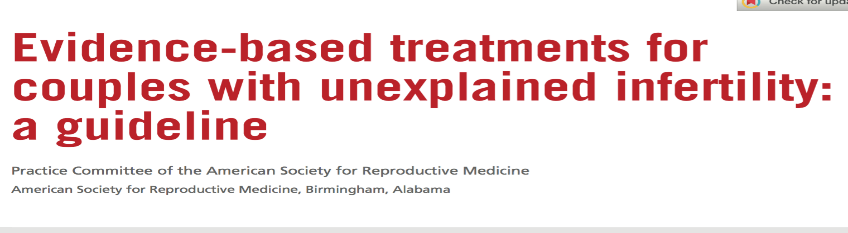 Check for upda
Evidence-based treatments for
couples with unexplained infertility:
a guideline
Practice Committee of the American Society for Reproductive Medicine
American Society for Reproductive Medicine, Birmingham, Alabama